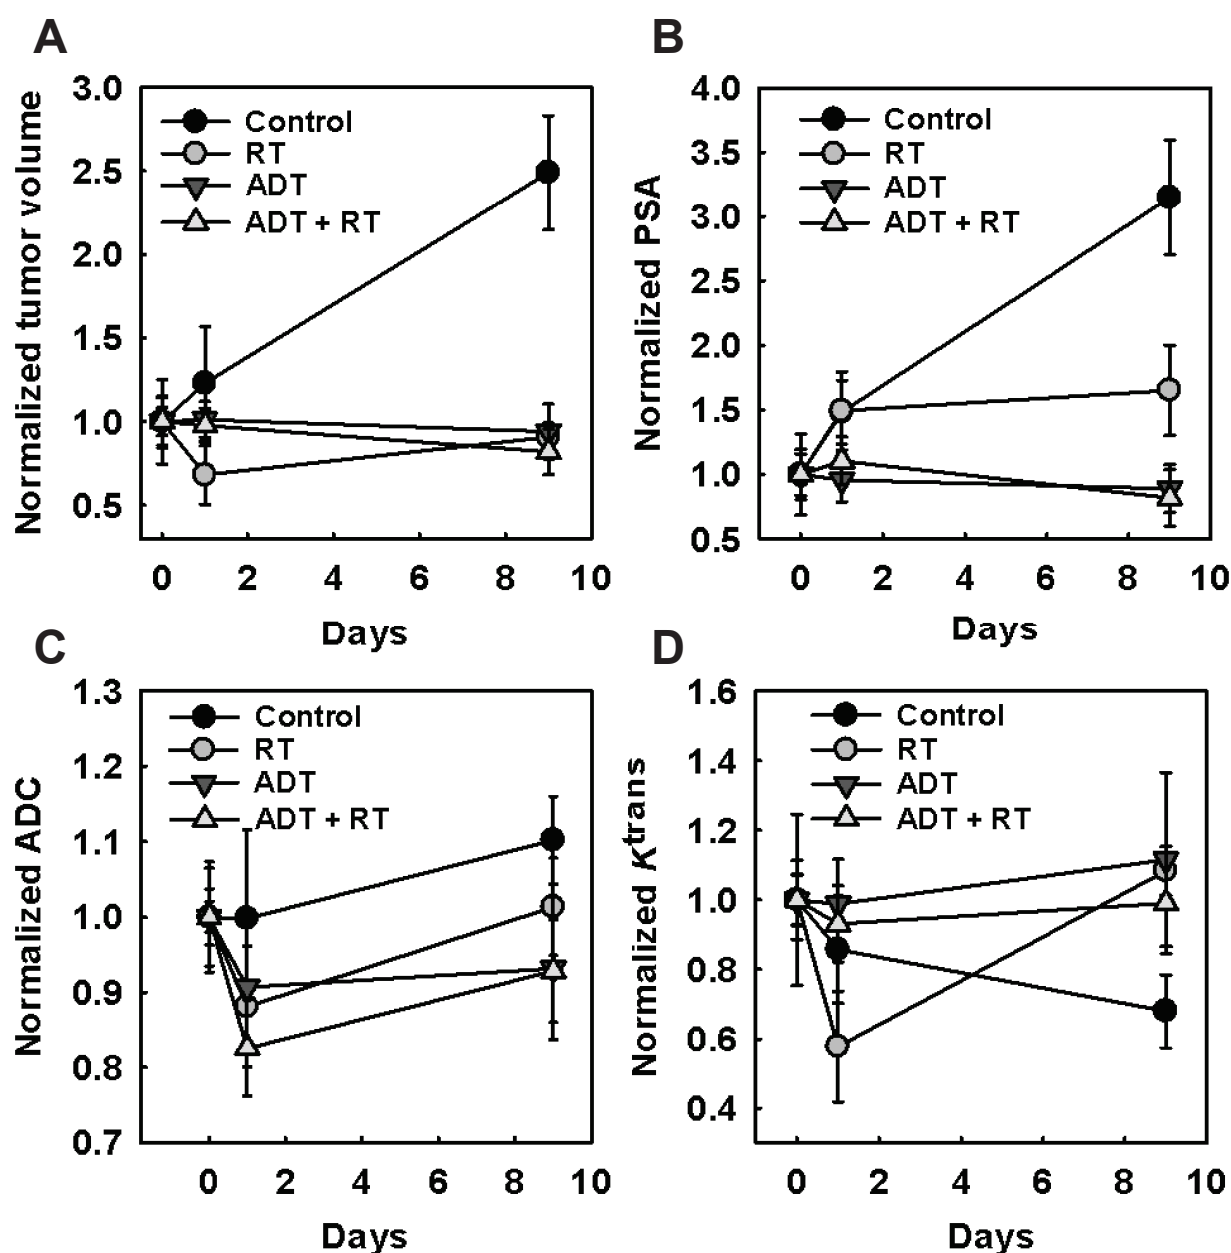 A
Normalized tumor volume
3.0
2.5
2.0
1.5
1.0
0.5
Control
RT
ADT
ADT + RT
0 2 4 6 8 10
Days
B
Normalized PSA
4.0
3.5
3.0
2.5
2.0
1.5
1.0
0.5
Control
RT
ADT
ADT + RT
0 2 4 6 8 10
Days
C
Normalized ADC
1.3
1.2
1.1
1.0
0.9
0.8
0.7
Control
RT
ADT
ADT + RT
0 2 4 6 8 10
Days
D
Normalized Ktrans
1.6
1.4
1.2
1.0
0.8
0.6
0.4
Control
RT
ADT
ADT + RT
0 2 4 6 8 10
Days